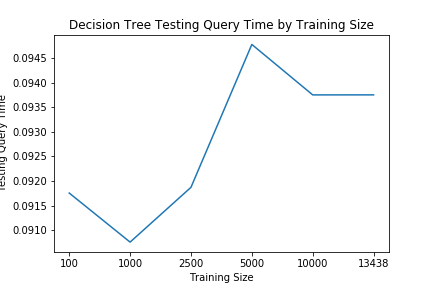 Decision Tree Testing Query Time by Training Size
Testing Query Time
0.0945
0.0940
0.0935
0.0930
0.0925
0.0920
0.0915
0.0910
100 1000 2500 5000 10000 13438
Training Size